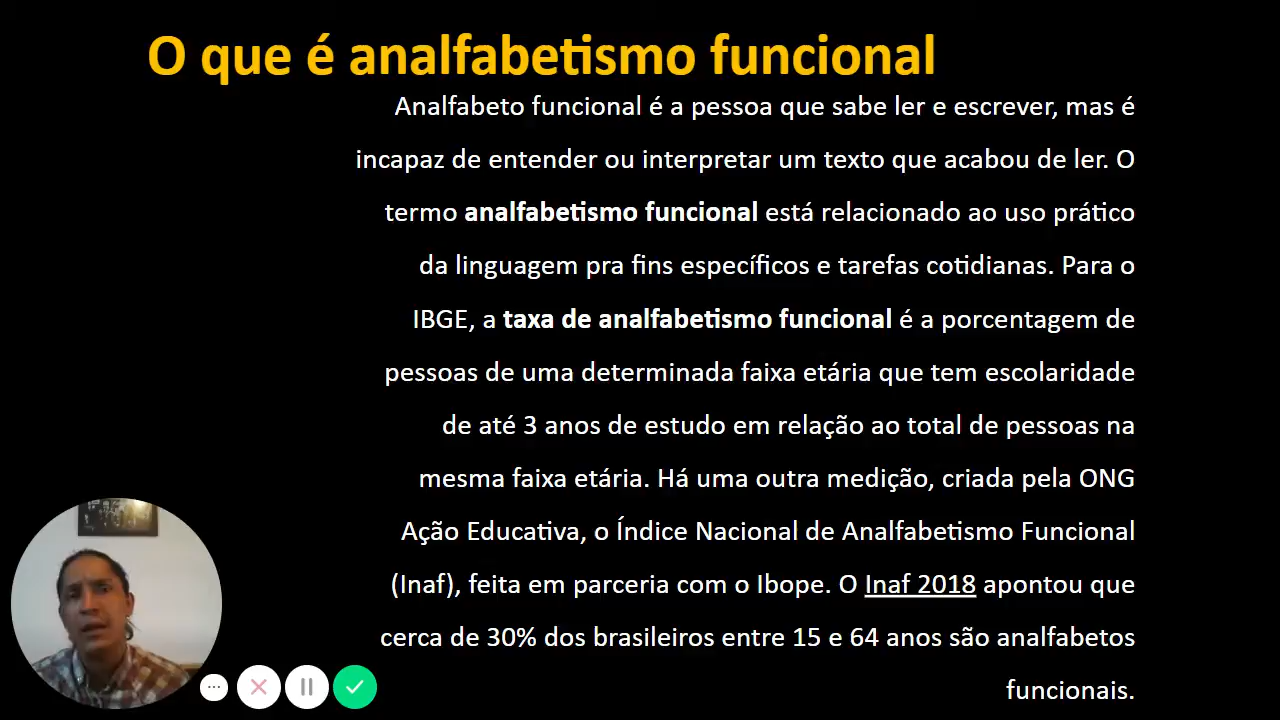 O que é analfabetismo funcional
Analfabeto funcional é a pessoa que sabe ler e escrever, mas é
incapaz de entender ou interpretar um texto que acabou de ler. O
termo analfabetismo funcional está relacionado ao uso prático
da linguagem pra fins específicos e tarefas cotidianas. Para o
IBGE, a taxa de analfabetismo funcional é a porcentagem de
pessoas de uma determinada faixa etária que tem escolaridade
de até 3 anos de estudo em relação ao total de pessoas na
mesma faixa etária. Há uma outra medição, criada pela ONG
Ação Educativa, o Índice Nacional de Analfabetismo Funcional
(Inaf), feita em parceria com o Ibope. O Inaf 2018 apontou que
cerca de 30% dos brasileiros entre 15 e 64 anos são analfabetos
funcionais.